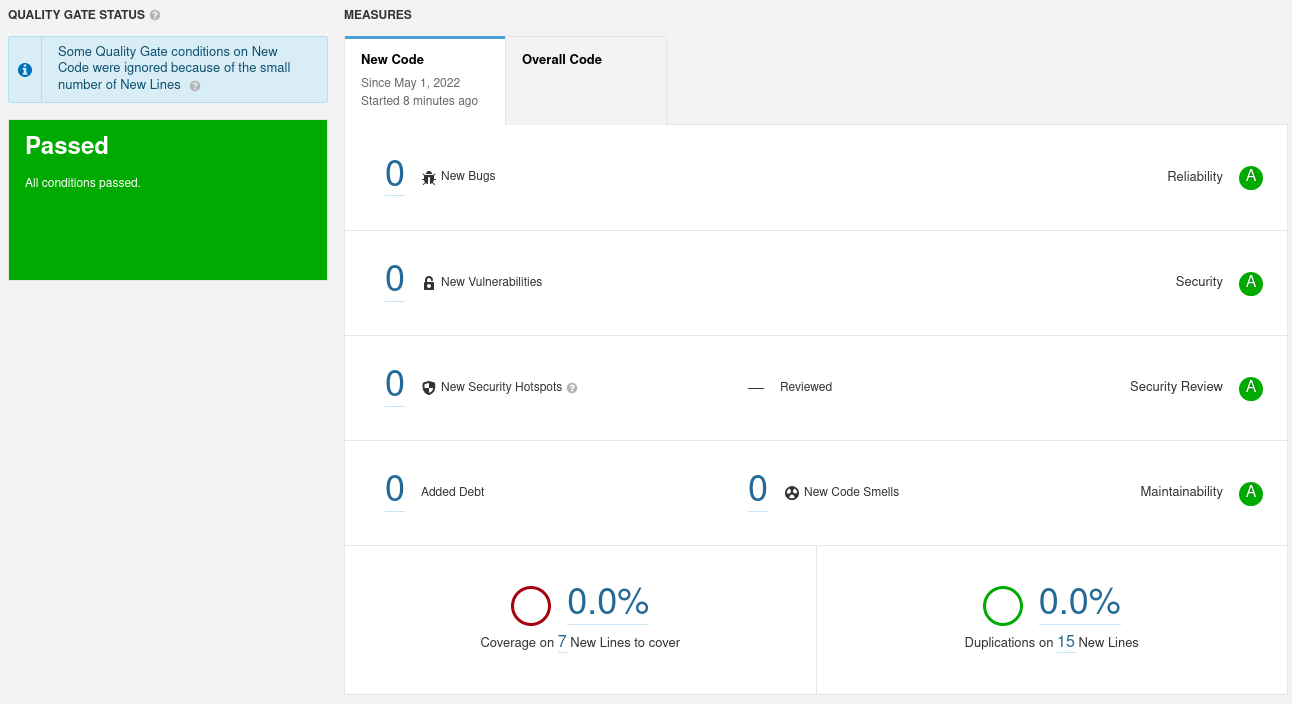 QUALITY GATE STATUS ?
MEASURES
Some Quality Gate conditions on New
Code were ignored because of the small
number of New Lines ?
Passed
All conditions passed.
New Code
Since May 1, 2022
Started 8 minutes ago
Overall Code
0 New Bugs
Reliability A
0 New Vulnerabilities
Security A
0 New Security Hotspots ?
— Reviewed
Security Review A
0 Added Debt
0 New Code Smells
Maintainability A
0.0%
Coverage on 7 New Lines to cover
0.0%
Duplications on 15 New Lines